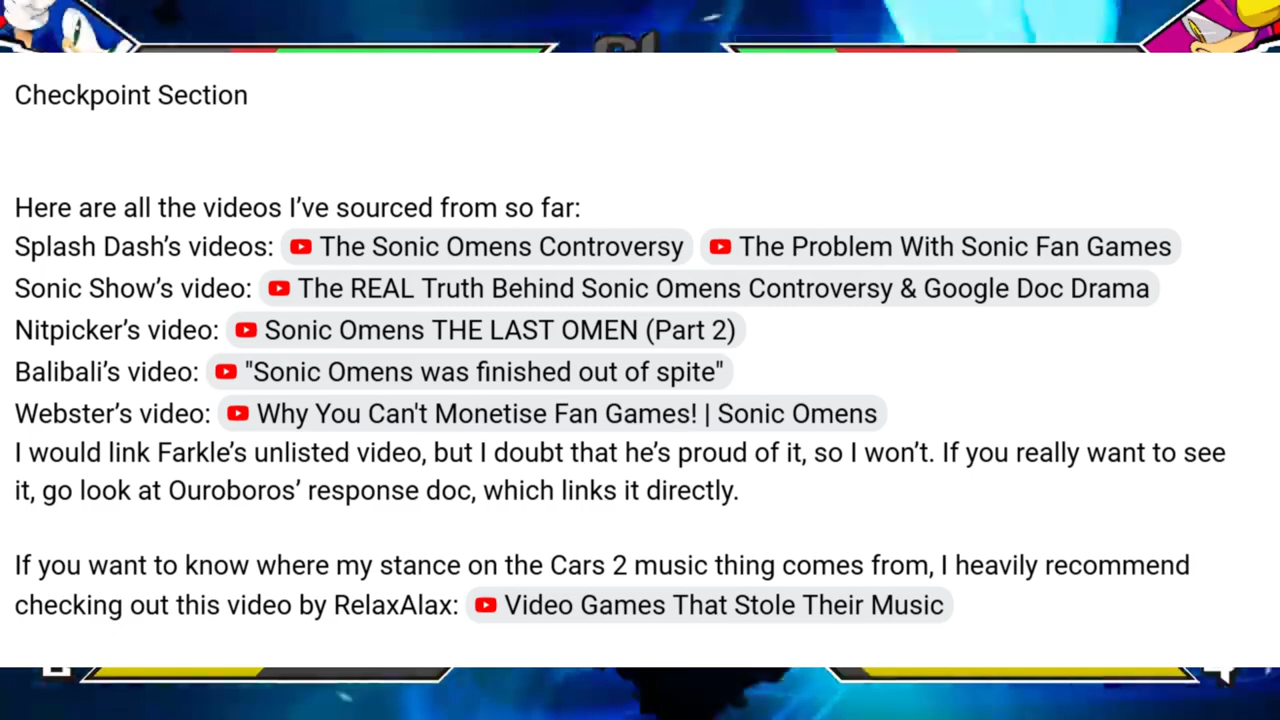 Checkpoint Section
Here are all the videos I’ve sourced from so far:
Splash Dash’s videos: The Sonic Omens Controversy The Problem With Sonic Fan Games
Sonic Show’s video: The REAL Truth Behind Sonic Omens Controversy & Google Doc Drama
Nitpicker’s video: Sonic Omens THE LAST OMEN (Part 2)
Balibali’s video: "Sonic Omens was finished out of spite"
Webster’s video: Why You Can't Monetise Fan Games! | Sonic Omens
I would link Farkle’s unlisted video, but I doubt that he’s proud of it, so I won’t. If you really want to see
it, go look at Ouroboros’ response doc, which links it directly.
If you want to know where my stance on the Cars 2 music thing comes from, I heavily recommend
checking out this video by RelaxAlax: Video Games That Stole Their Music